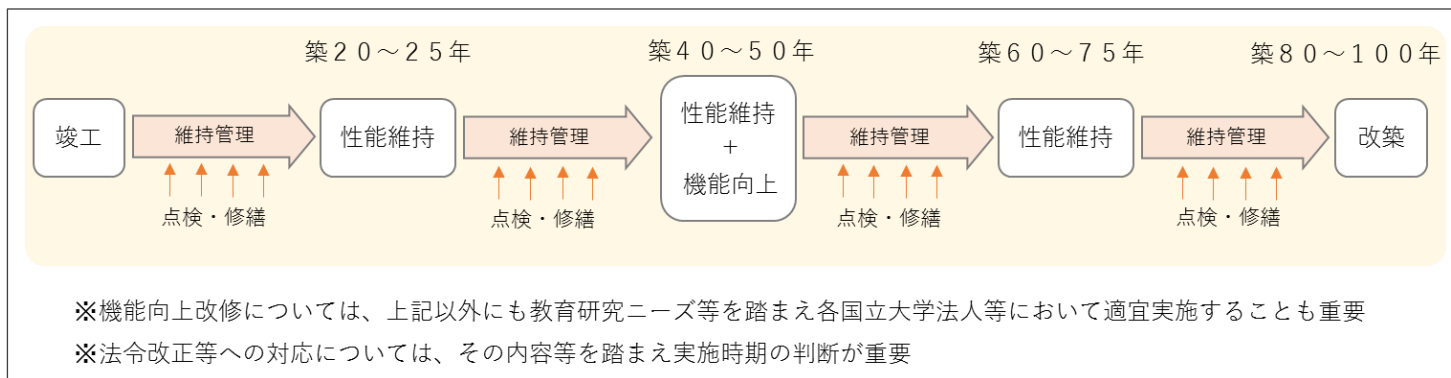 築２０～２５年
築４０～５０年
築６０～７５年
築８０～１００年
竣工
維持管理
性能維持
維持管理
性能維持
+
機能向上
維持管理
性能維持
維持管理
改築
点検・修繕
点検・修繕
点検・修繕
点検・修繕
※機能向上改修については、上記以外にも教育研究ニーズ等を踏まえ各国立大学法人等において適宜実施することも重要
※法令改正等への対応については、その内容等を踏まえ実施時期の判断が重要